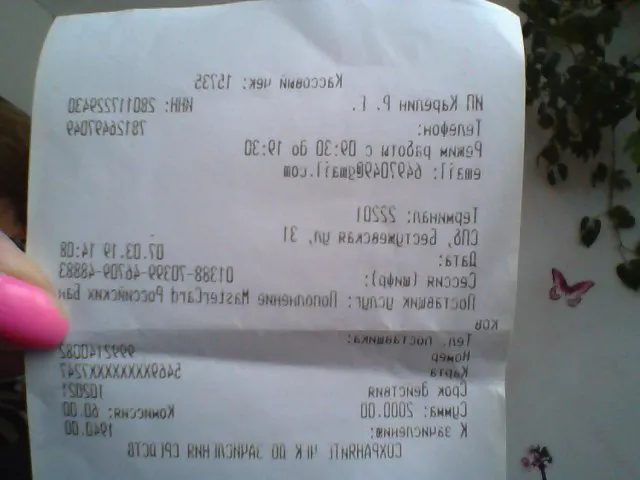 Кассовый чек: 15735
ИП Карелин Р. Е. ИНН: 280117229430
Телефон: 78126497049
Режим работы с 09:30 до 19:30
email: 6497049@gmail.com
Терминал: 22201
СПб, Бестужевская ул, 31
Дата: 07.03.19 14:08
Сессия (шифр): 01388-70399-46709-48883
Поставщик услуг: Пополнение MasterCard Российских Бан
ков
Тел. поставщика:
Номер 9992140082
Карта 5469XXXXXXXX7247
Срок действия 102021
Сумма: 2000.00 Комиссия: 60.00
К зачислению: 1940.00
СОХРАНЯЙТЕ ЧЕК ДО ЗАЧИСЛЕНИЯ СРЕДСТВ